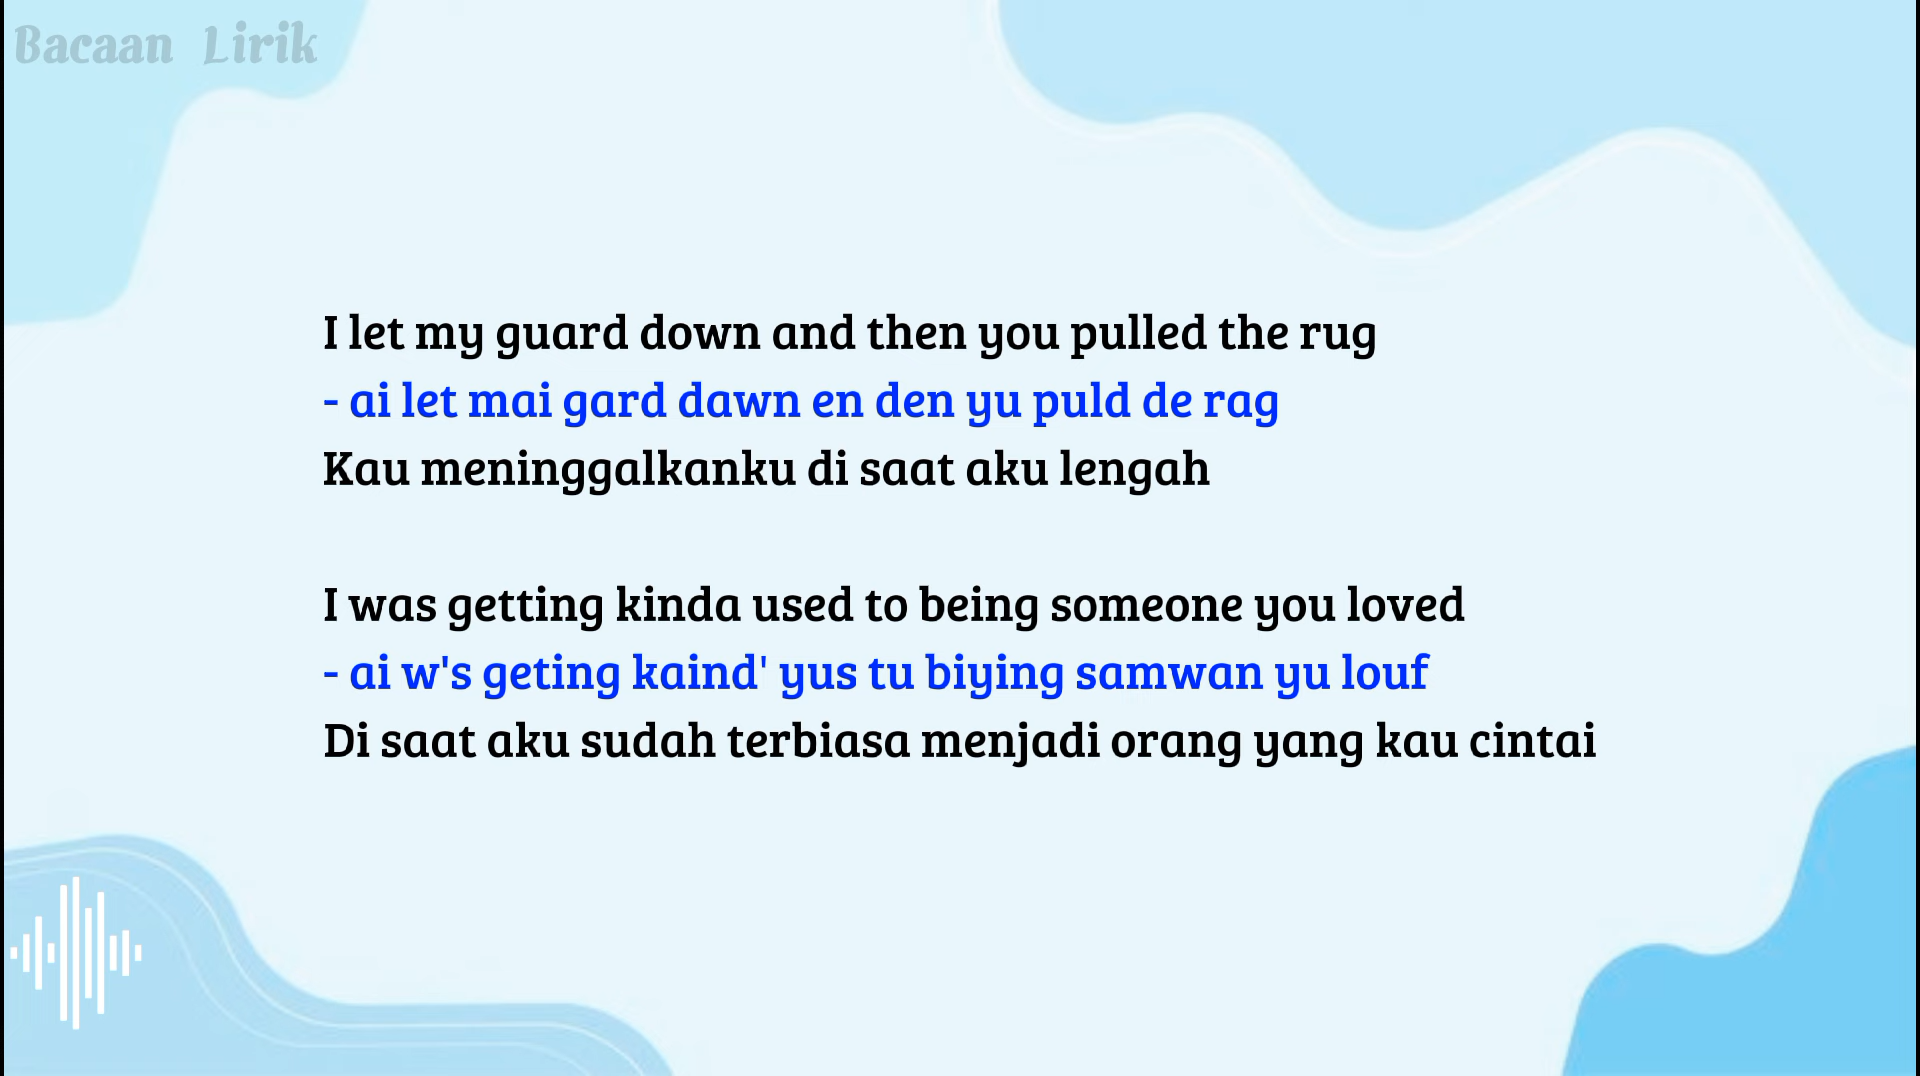 Bacaan Lirik
I let my guard down and then you pulled the rug
- ai let mai gard dawn en den yu puld de rag
Kau meninggalkanku di saat aku lengah
I was getting kinda used to being someone you loved
- ai w's geting kaind' yus tu biying samwan yu louf
Di saat aku sudah terbiasa menjadi orang yang kau cintai